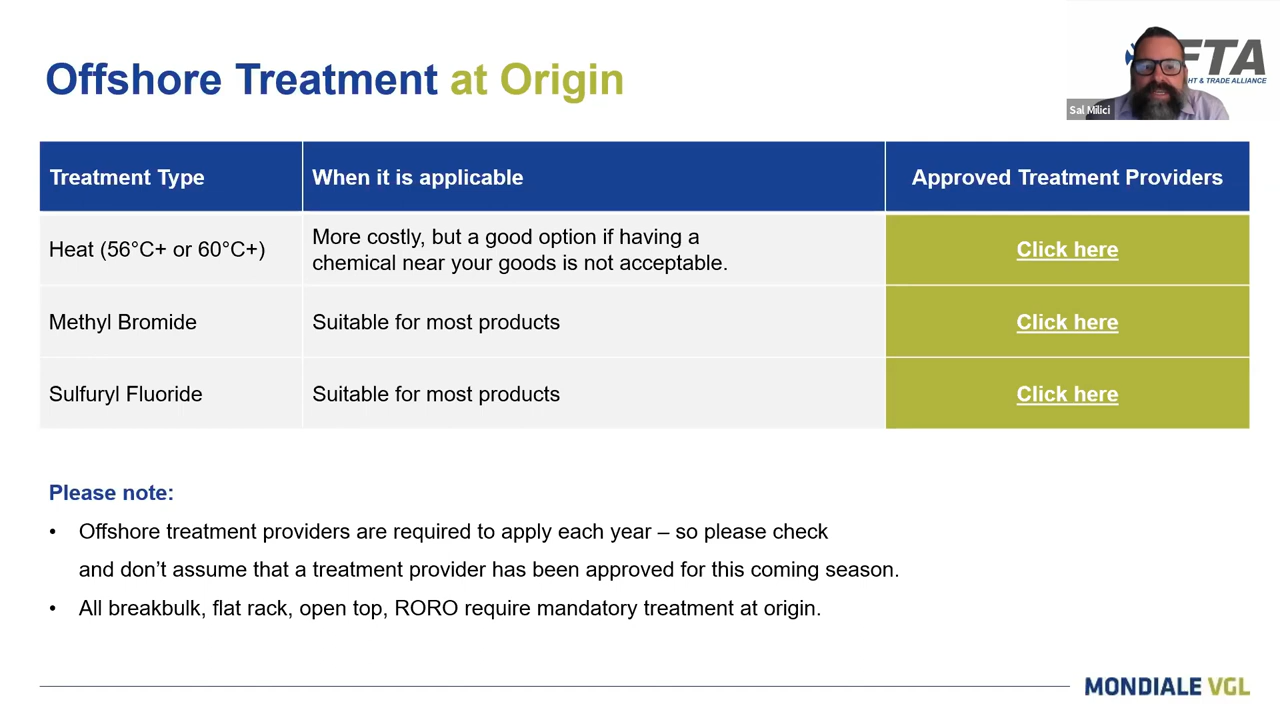 Offshore Treatment at Origin
FTA
HT & TRADE ALLIANCE
Sal Milici
Treatment Type
When it is applicable
Approved Treatment Providers
Heat (56°C+ or 60°C+)
More costly, but a good option if having a
chemical near your goods is not acceptable.
Click here
Methyl Bromide
Suitable for most products
Click here
Sulfuryl Fluoride
Suitable for most products
Click here
Please note:
• Offshore treatment providers are required to apply each year – so please check
and don’t assume that a treatment provider has been approved for this coming season.
• All breakbulk, flat rack, open top, RORO require mandatory treatment at origin.
MONDIALE VGL